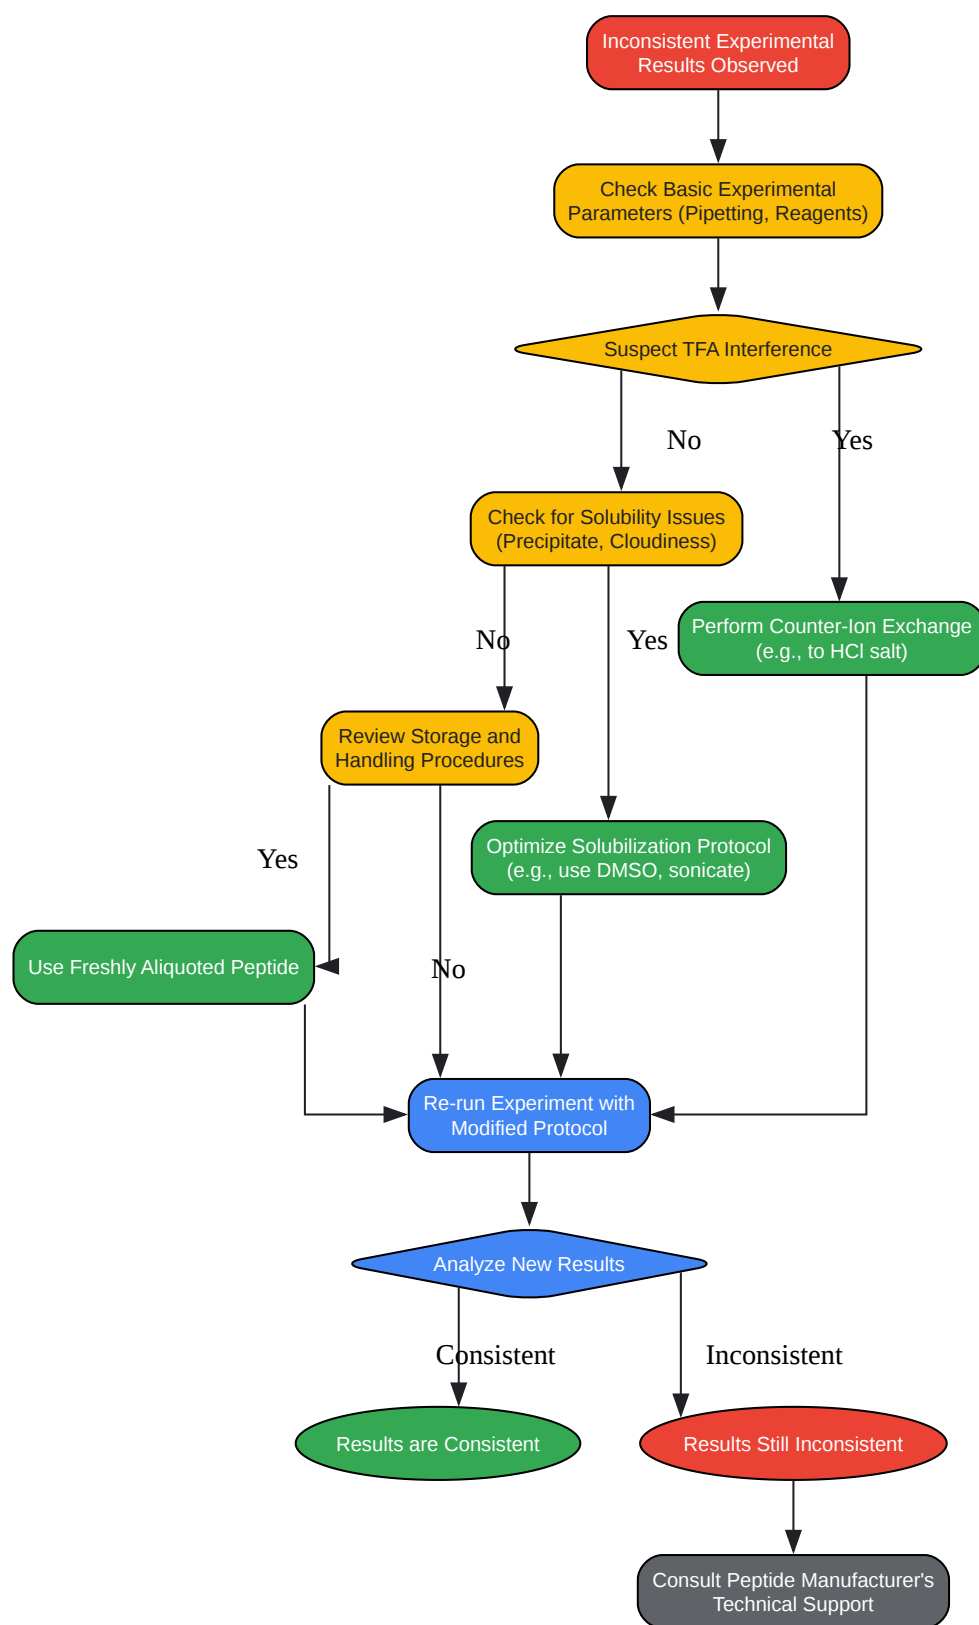 Inconsistent Experimental
Results Observed
Check Basic Experimental
Parameters (Pipetting, Reagents)
Suspect TFA Interference
No
Yes
Check for Solubility Issues
(Precipitate, Cloudiness)
Perform Counter-Ion Exchange
(e.g., to HCl salt)
No
Yes
Review Storage and
Handling Procedures
Optimize Solubilization Protocol
(e.g., use DMSO, sonicate)
Yes
Use Freshly Aliquoted Peptide
No
Re-run Experiment with
Modified Protocol
Analyze New Results
Consistent
Inconsistent
Results are Consistent
Results Still Inconsistent
Consult Peptide Manufacturer's
Technical Support